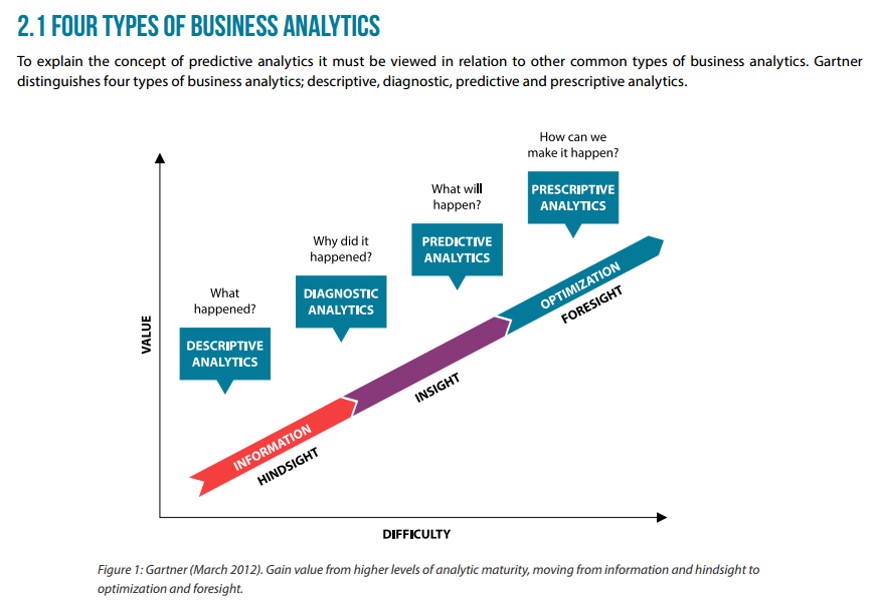 2.1 FOUR TYPES OF BUSINESS ANALYTICS
To explain the concept of predictive analytics it must be viewed in relation to other common types of business analytics. Gartner
distinguishes four types of business analytics; descriptive, diagnostic, predictive and prescriptive analytics.
How can we
make it happen?
PRESCRIPTIVE
ANALYTICS
What will
happen?
PREDICTIVE
ANALYTICS
Why did it
happened?
DIAGNOSTIC
ANALYTICS
What
happened?
DESCRIPTIVE
ANALYTICS
VALUE
OPTIMIZATION
FORESIGHT
INSIGHT
INFORMATION
HINDSIGHT
DIFFICULTY
Figure 1: Gartner (March 2012). Gain value from higher levels of analytic maturity, moving from information and hindsight to
optimization and foresight.